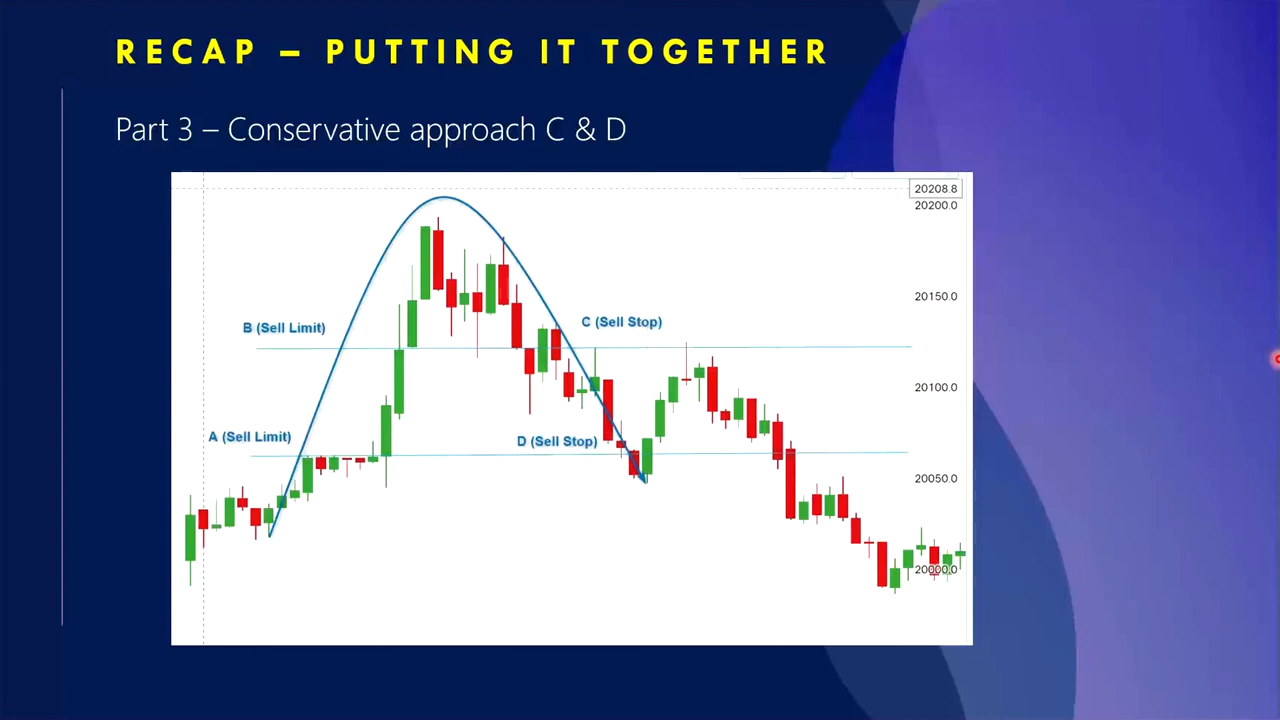 RECAP – PUTTING IT TOGETHER
Part 3 – Conservative approach C & D
20208.8
20200.0
20150.0
B (Sell Limit)
C (Sell Stop)
20100.0
A (Sell Limit)
D (Sell Stop)
20050.0
20000.0